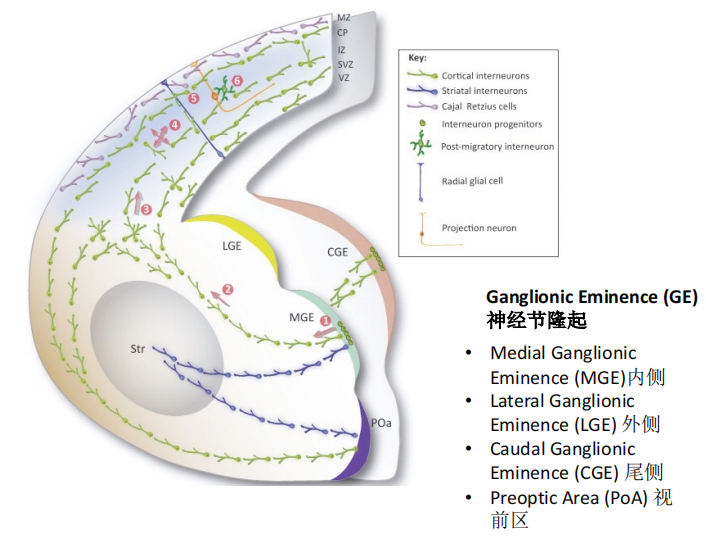 MZ
CP
IZ
SVZ
VZ
Key:
Cortical interneurons
Striatal interneurons
Cajal Retzius cells
Interneuron progenitors
Post-migratory interneuron
Radial glial cell
Projection neuron
6
5
4
3
LGE
CGE
2
MGE
1
Str
POa
Ganglionic Eminence (GE)
神经节隆起
• Medial Ganglionic
Eminence (MGE)内侧
• Lateral Ganglionic
Eminence (LGE) 外侧
• Caudal Ganglionic
Eminence (CGE) 尾侧
• Preoptic Area (PoA) 视
前区